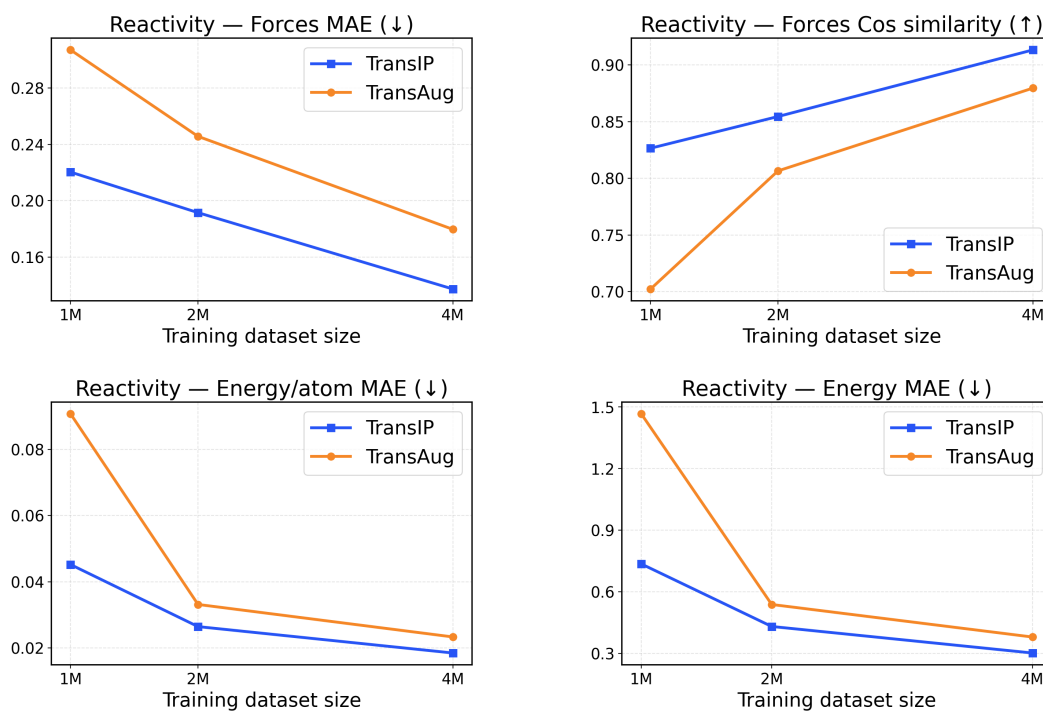 Reactivity — Forces MAE (↓)
0.28
0.24
0.20
0.16
TransIP
TransAug
1M
2M
4M
Training dataset size
Reactivity — Forces Cos similarity (↑)
0.90
0.85
0.80
0.75
0.70
TransIP
TransAug
1M
2M
4M
Training dataset size
Reactivity — Energy/atom MAE (↓)
0.08
0.06
0.04
0.02
TransIP
TransAug
1M
2M
4M
Training dataset size
Reactivity — Energy MAE (↓)
1.5
1.2
0.9
0.6
0.3
TransIP
TransAug
1M
2M
4M
Training dataset size